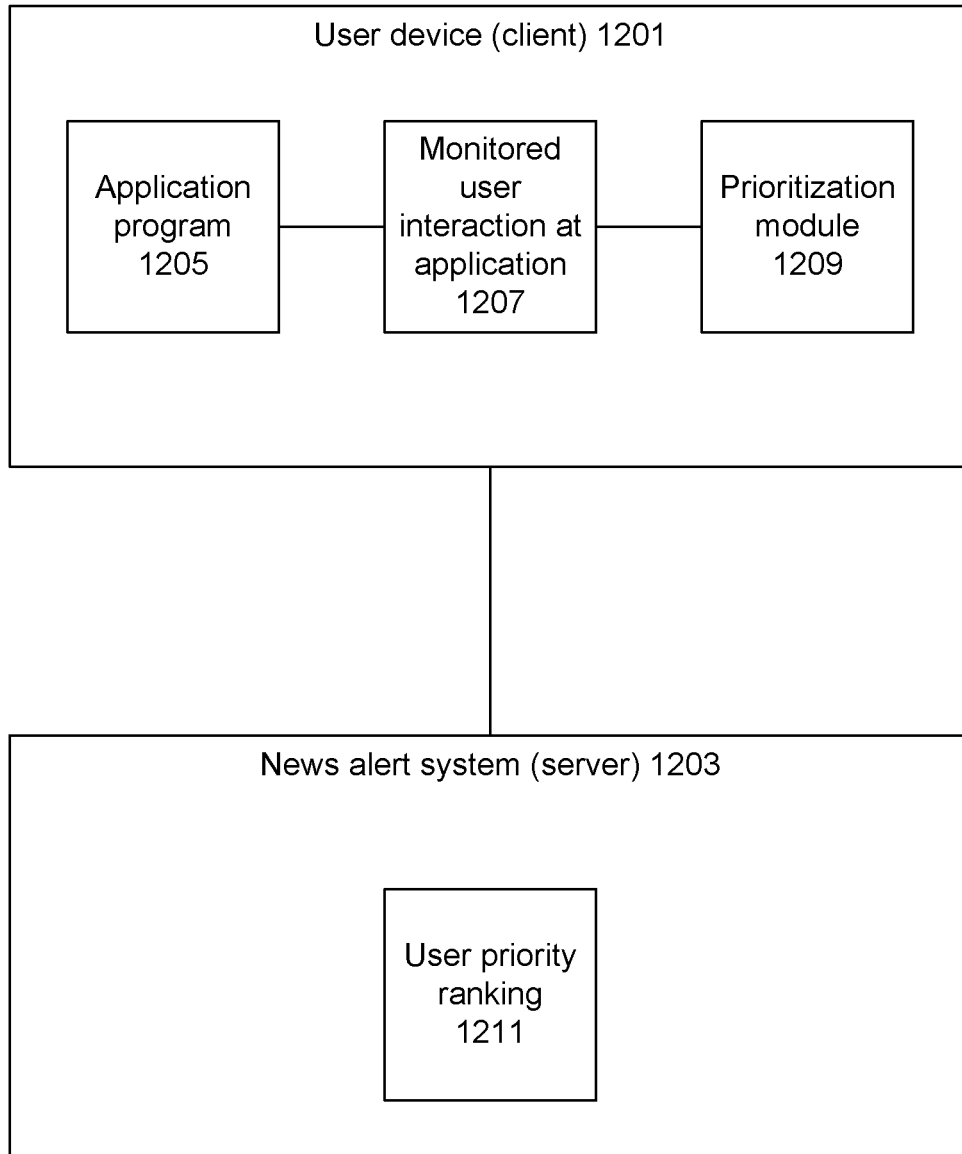 User device (client) 1201
Application
program
1205
Monitored
user
interaction at
application
1207
Prioritization
module
1209
News alert system (server) 1203
User priority
ranking
1211